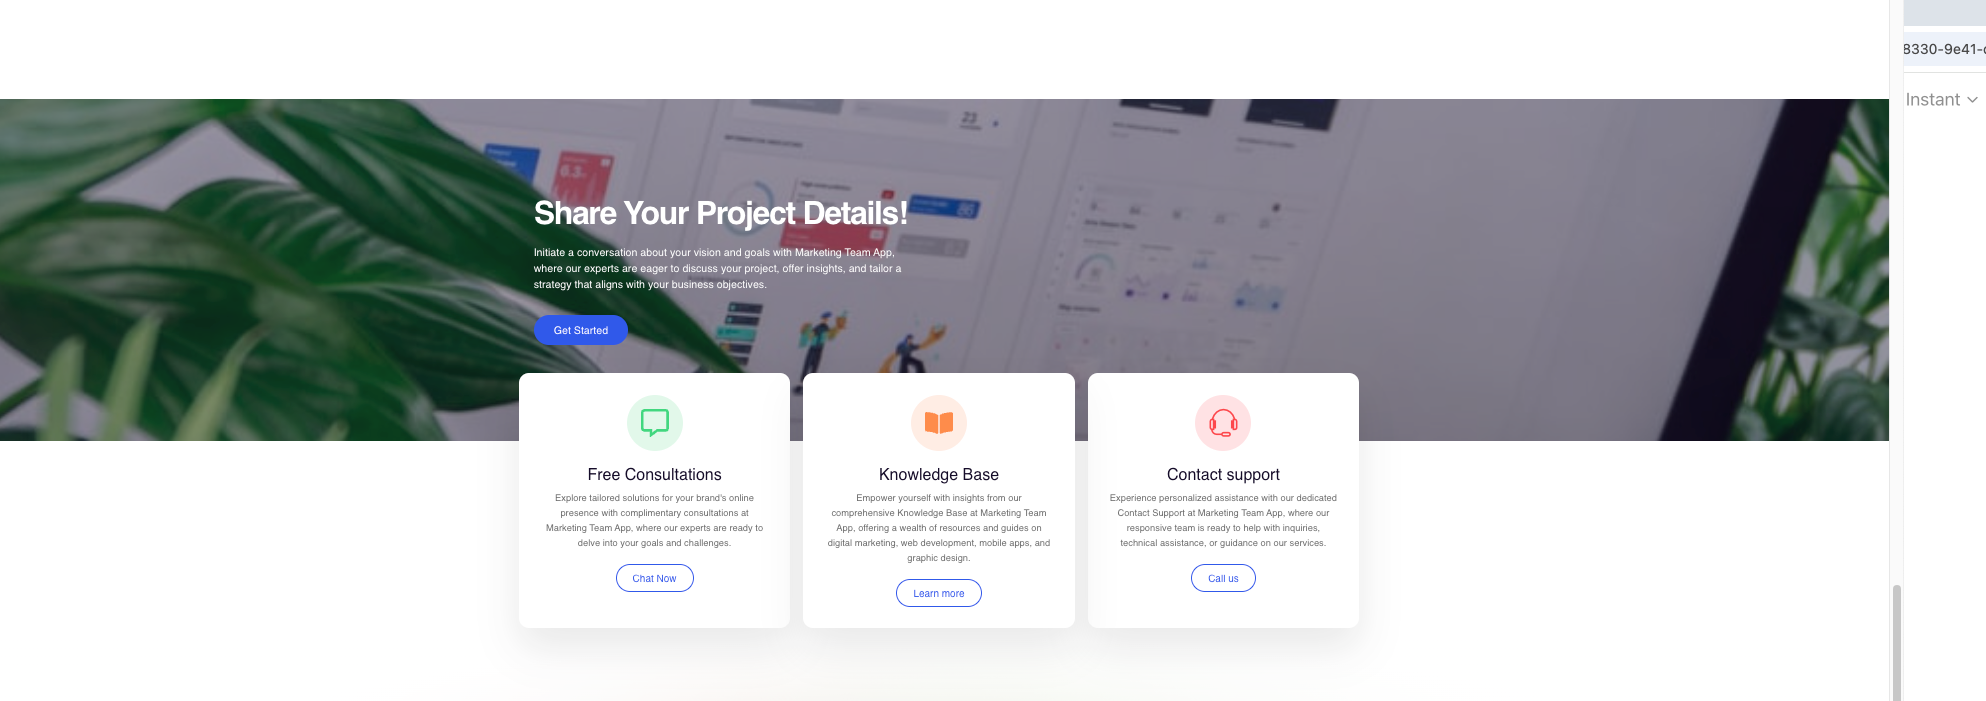 8330-9e41-
Instant
23
6.3
Share Your Project Details!
Initiate a conversation about your vision and goals with Marketing Team App,
where our experts are eager to discuss your project, offer insights, and tailor a
strategy that aligns with your business objectives.
Get Started
Free Consultations
Explore tailored solutions for your brand's online
presence with complimentary consultations at
Marketing Team App, where our experts are ready to
delve into your goals and challenges.
Chat Now
Knowledge Base
Empower yourself with insights from our
comprehensive Knowledge Base at Marketing Team
App, offering a wealth of resources and guides on
digital marketing, web development, mobile apps, and
graphic design.
Learn more
Contact support
Experience personalized assistance with our dedicated
Contact Support at Marketing Team App, where our
responsive team is ready to help with inquiries,
technical assistance, or guidance on our services.
Call us